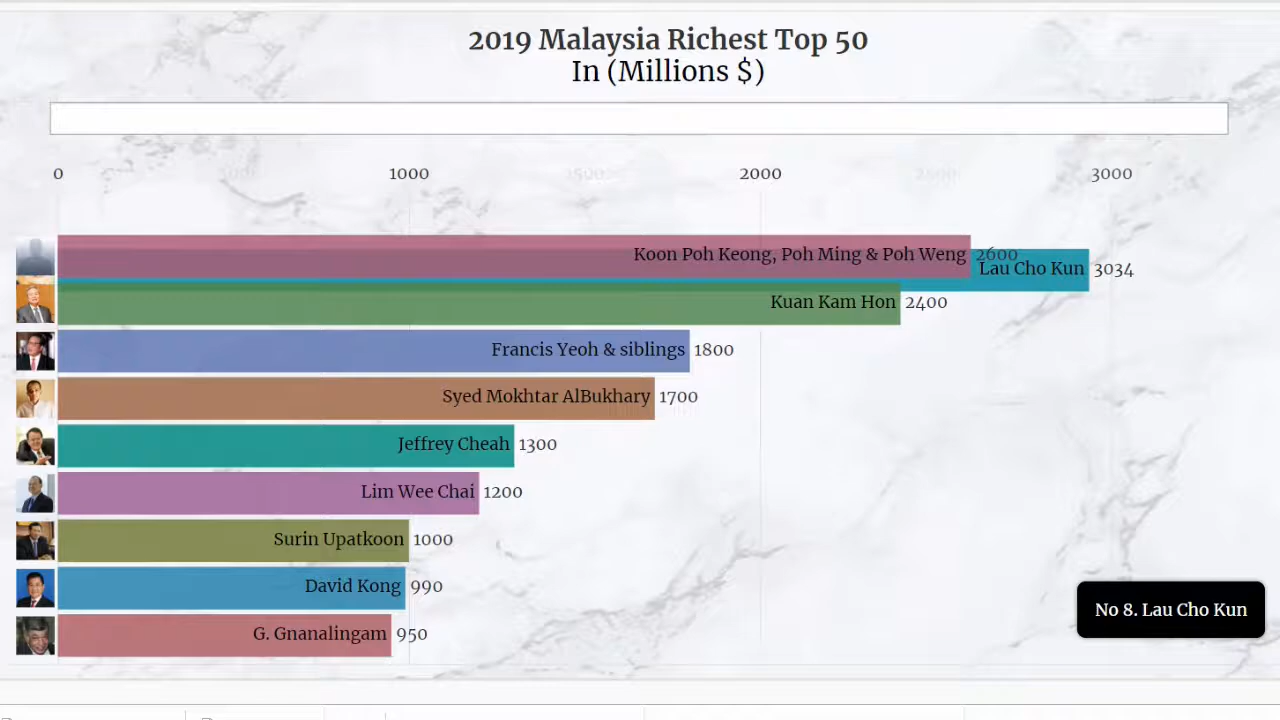 2019 Malaysia Richest Top 50
In (Millions $)
0 1000 2000 3000
Koon Poh Keong, Poh Ming & Poh Weng 2600
Lau Cho Kun 3034
Kuan Kam Hon 2400
Francis Yeoh & siblings 1800
Syed Mokhtar AlBukhary 1700
Jeffrey Cheah 1300
Lim Wee Chai 1200
Surin Upatkoon 1000
David Kong 990
No 8. Lau Cho Kun
G. Gnanalingam 950